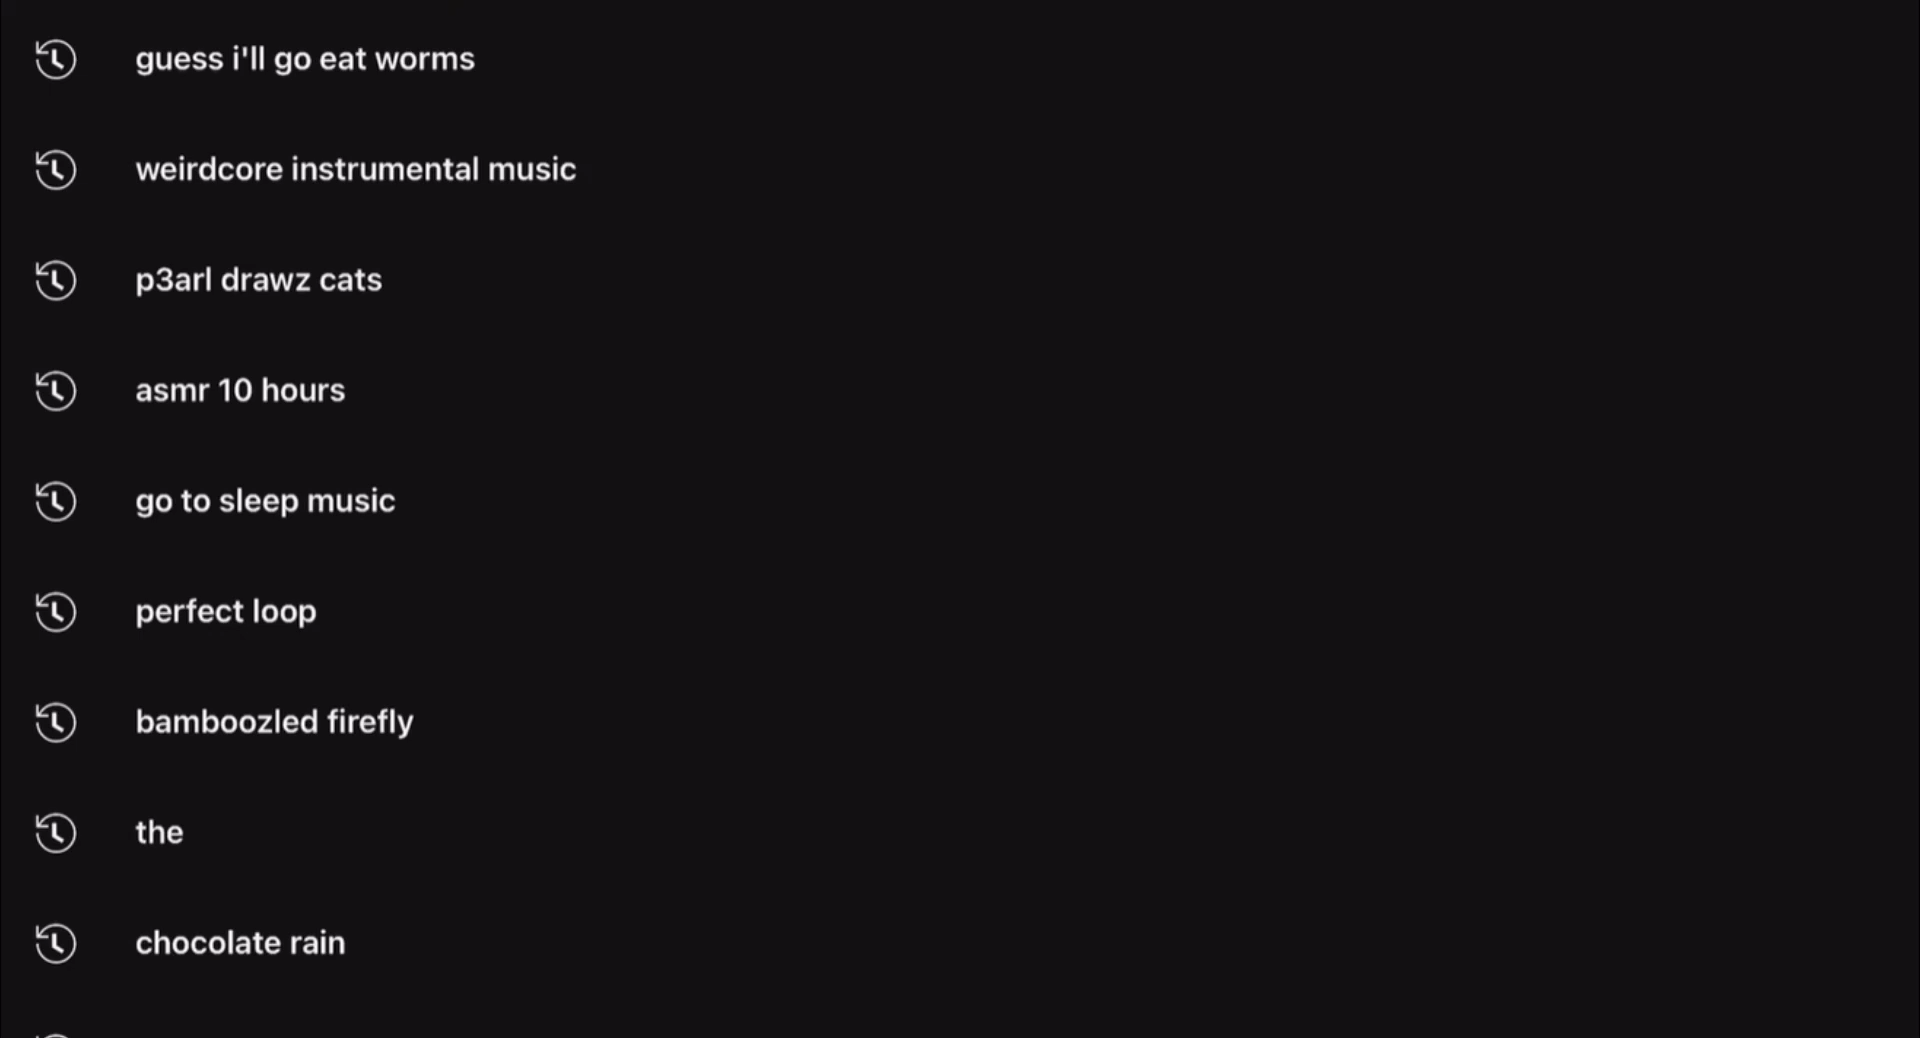 guess i'll go eat worms
weirdcore instrumental music
p3arl drawz cats
asmr 10 hours
go to sleep music
perfect loop
bamboozled firefly
the
chocolate rain